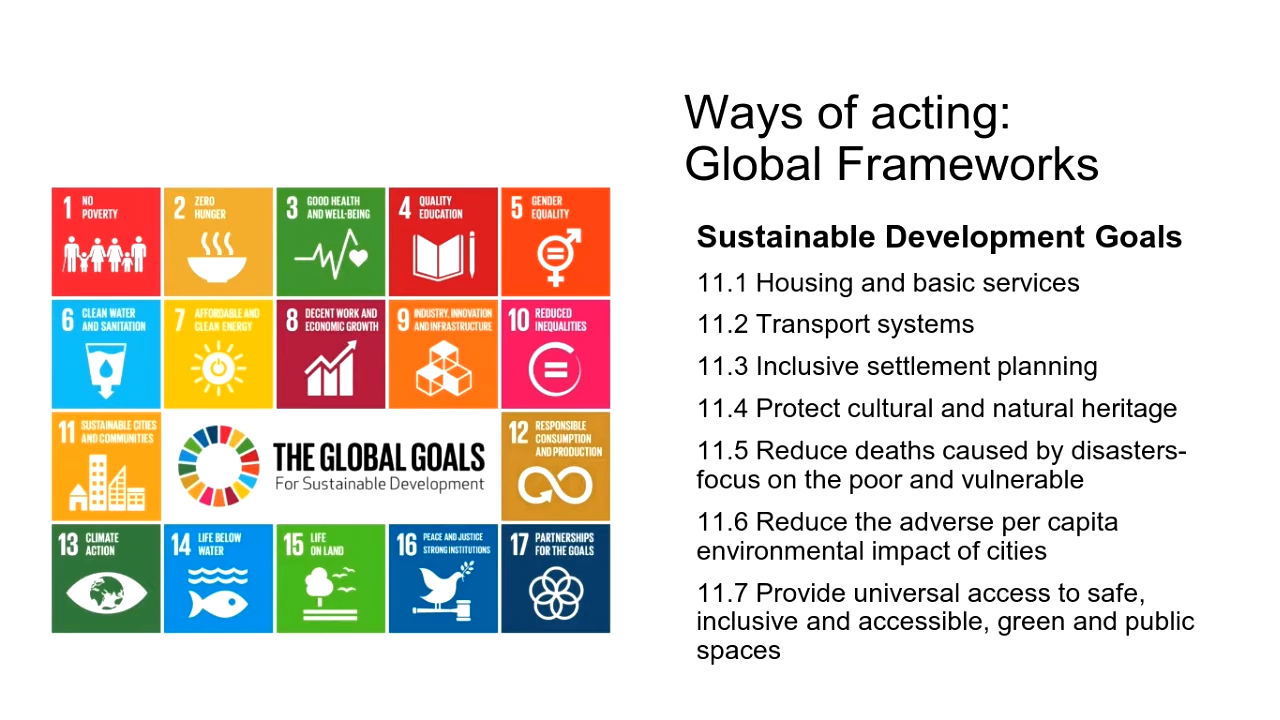 Ways of acting:
Global Frameworks
Sustainable Development Goals
11.1 Housing and basic services
11.2 Transport systems
11.3 Inclusive settlement planning
11.4 Protect cultural and natural heritage
11.5 Reduce deaths caused by disasters-
focus on the poor and vulnerable
11.6 Reduce the adverse per capita
environmental impact of cities
11.7 Provide universal access to safe,
inclusive and accessible, green and public
spaces
1 NO
POVERTY
2 ZERO
HUNGER
3 GOOD HEALTH
AND WELL-BEING
4 QUALITY
EDUCATION
5 GENDER
EQUALITY
6 CLEAN WATER
AND SANITATION
7 AFFORDABLE AND
CLEAN ENERGY
8 DECENT WORK AND
ECONOMIC GROWTH
9 INDUSTRY, INNOVATION
AND INFRASTRUCTURE
10 REDUCED
INEQUALITIES
11 SUSTAINABLE CITIES
AND COMMUNITIES
THE GLOBAL GOALS
For Sustainable Development
12 RESPONSIBLE
CONSUMPTION
AND PRODUCTION
13 CLIMATE
ACTION
14 LIFE BELOW
WATER
15 LIFE
ON LAND
16 PEACE AND JUSTICE
STRONG INSTITUTIONS
17 PARTNERSHIPS
FOR THE GOALS